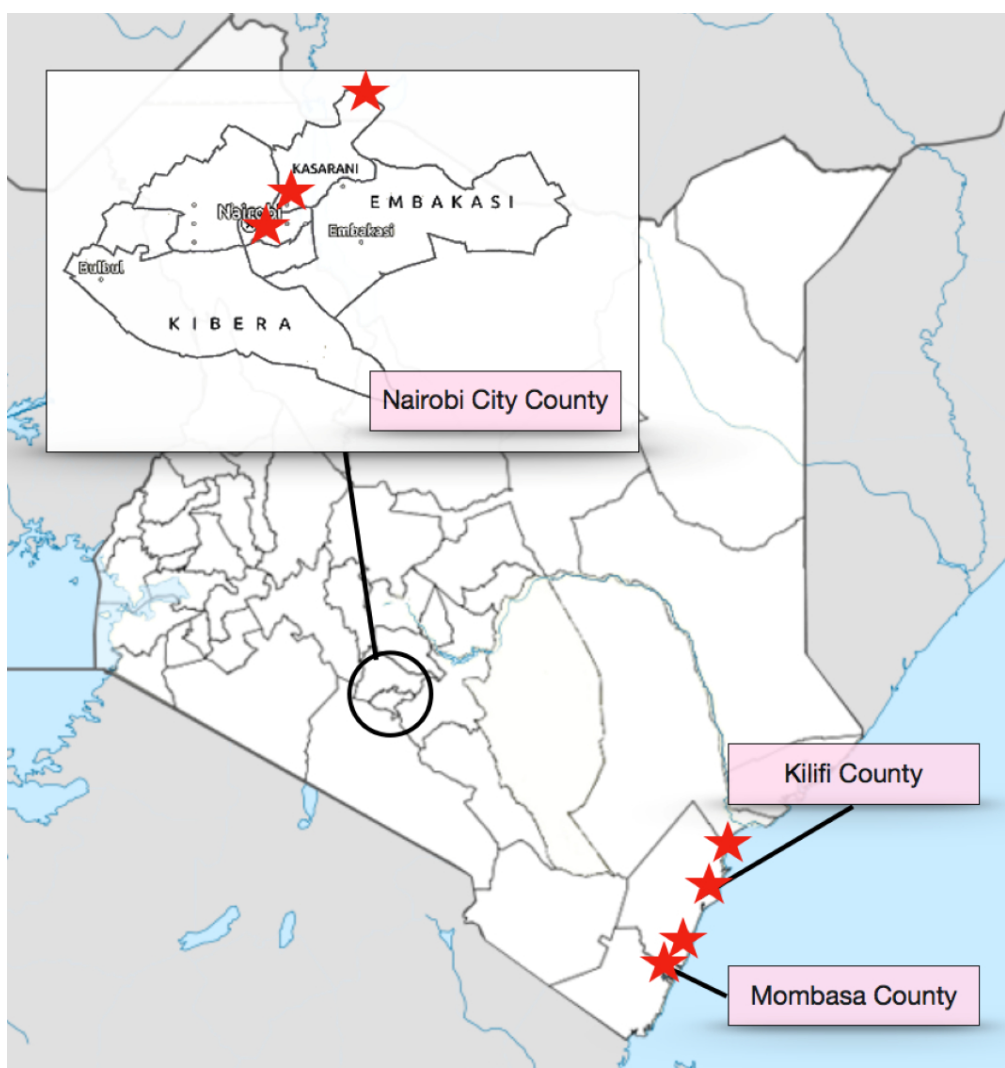 KASARANI
EMBAKASI
Nairobi
Embakasi
Bulbul
KIBERA
Nairobi City County
Kilifi County
Mombasa County